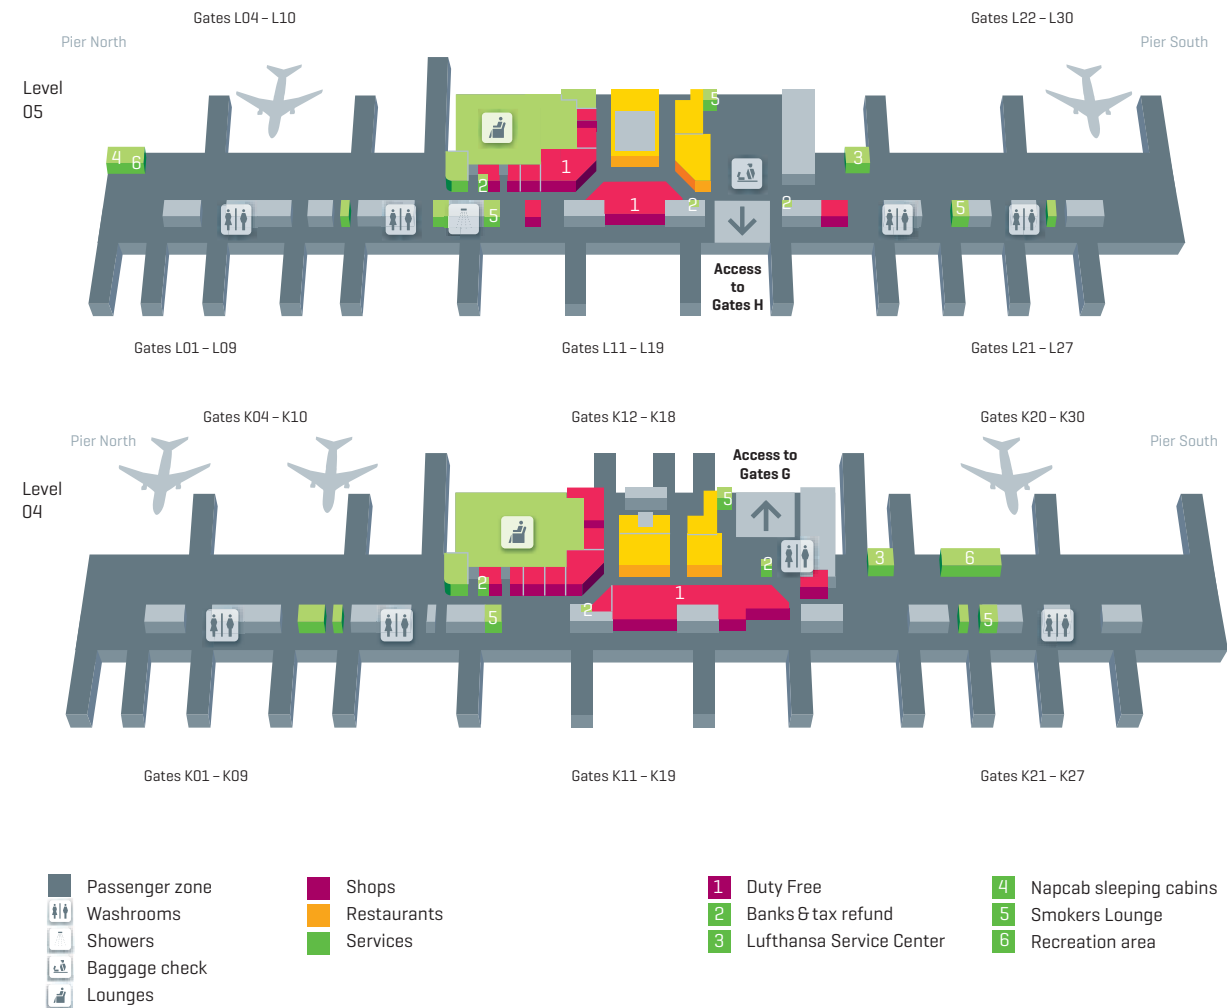 Gates L04 – L10
Gates L22 – L30
Pier North
Pier South
Level
05
5
4
6
1
3
2
1
2
2
5
5
Access
to
Gates H
Gates L01 – L09
Gates L11 – L19
Gates L21 – L27
Gates K04 – K10
Gates K12 – K18
Gates K20 – K30
Pier North
Pier South
Access to
Gates G
Level
04
5
3
6
2
2
1
2
5
5
Gates K01 – K09
Gates K11 – K19
Gates K21 – K27
Passenger zone
Washrooms
Showers
Baggage check
Lounges
Shops
Restaurants
Services
1 Duty Free
2 Banks & tax refund
3 Lufthansa Service Center
4 Napcab sleeping cabins
5 Smokers Lounge
6 Recreation area